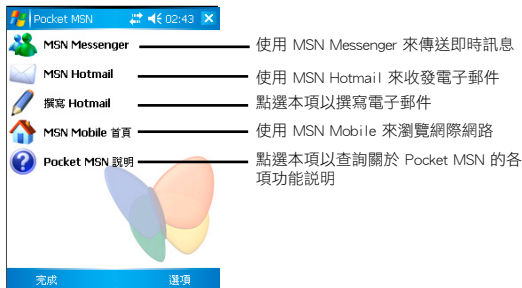 Pocket MSN 02:43
MSN Messenger
使用 MSN Messenger 來傳送即時訊息
MSN Hotmail
使用 MSN Hotmail 來收發電子郵件
撰寫 Hotmail
點選本項以撰寫電子郵件
MSN Mobile 首頁
使用 MSN Mobile 來瀏覽網際網路
Pocket MSN 說明
點選本項以查詢關於 Pocket MSN 的各
項功能説明
完成 選項